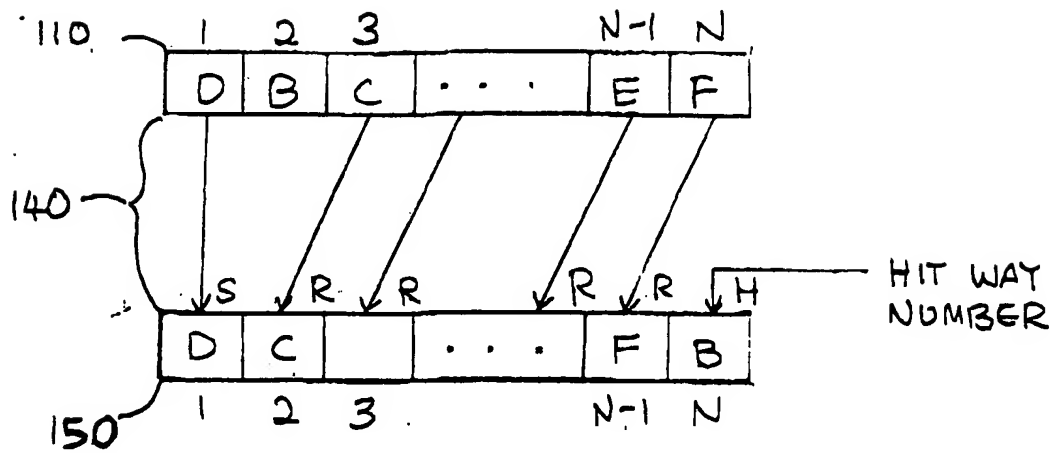 110
1 2 3 N-1 N
D B C . . . E F
140
S R R R R H
HIT WAY
NUMBER
D C . . . F B
1 2 3 N-1 N
150